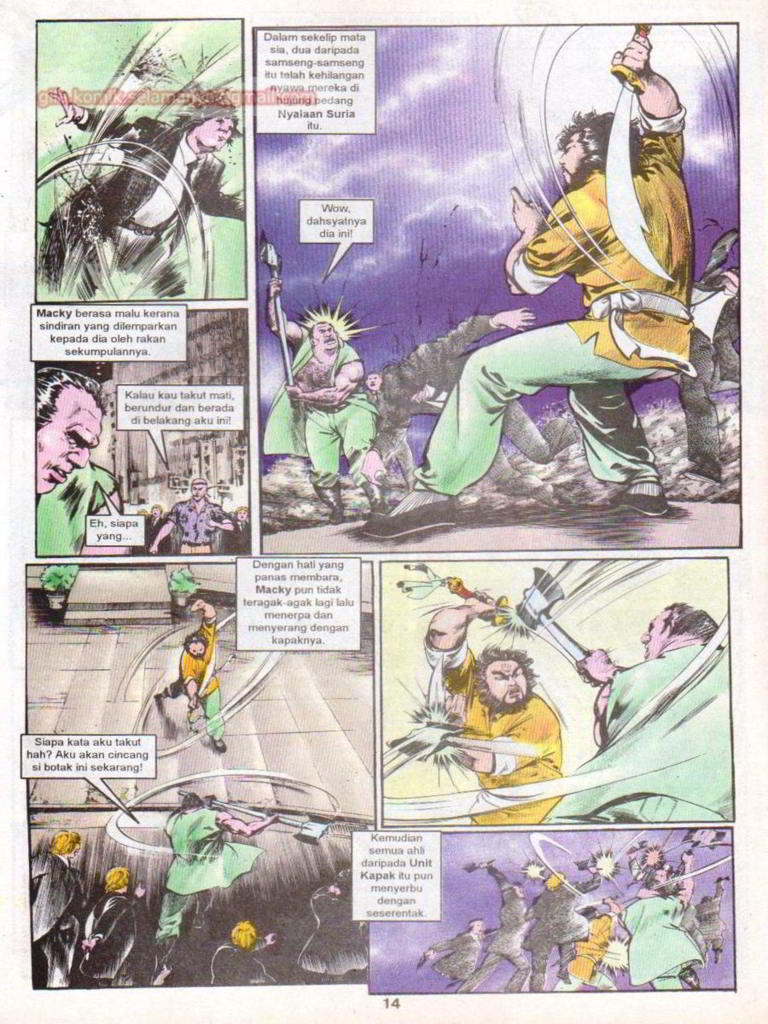 Dalam sekelip mata
sia, dua daripada
samseng-samseng
itu telah kehilangan
nyawa mereka di
hujung pedang
Nyalaan Suria
itu.
Wow,
dahsyatnya
dia ini!
Macky berasa malu kerana
sindiran yang dilemparkan
kepada dia oleh rakan
sekumpulannya.
Kalau kau takut mati,
berundur dan berada
di belakang aku ini!
Eh, siapa
yang...
Dengan hati yang
panas membara,
Macky pun tidak
teragak-agak lagi lalu
menerpa dan
menyerang dengan
kapaknya.
Siapa kata aku takut
hah? Aku akan cincang
si botak ini sekarang!
Kemudian
semua ahli
daripada Unit
Kapak itu pun
menyerbu
dengan
seserentak.
14